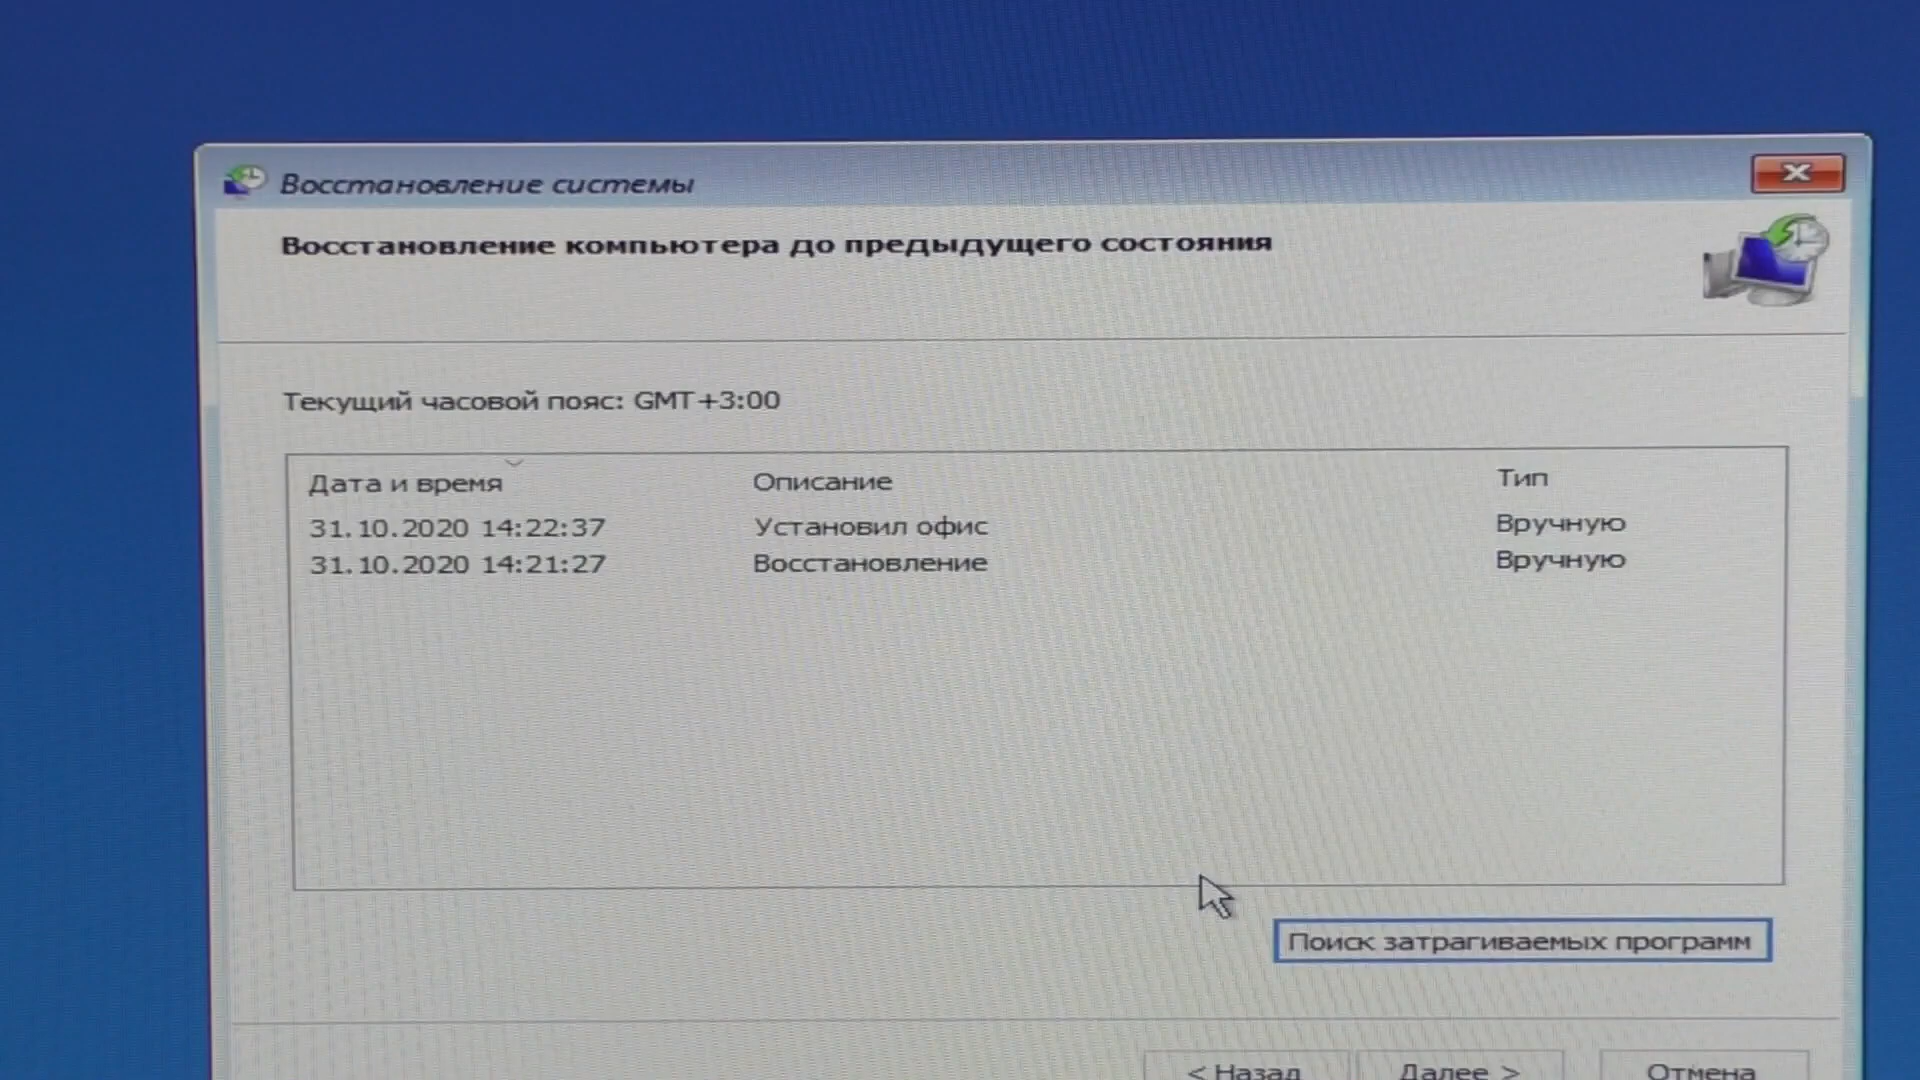 Восстановление системы
Восстановление компьютера до предыдущего состояния
Текущий часовой пояс: GMT+3:00
Дата и время Описание Тип
31.10.2020 14:22:37 Установил офис Вручную
31.10.2020 14:21:27 Восстановление Вручную
Поиск затрагиваемых программ
< Назад Далее > Отмена